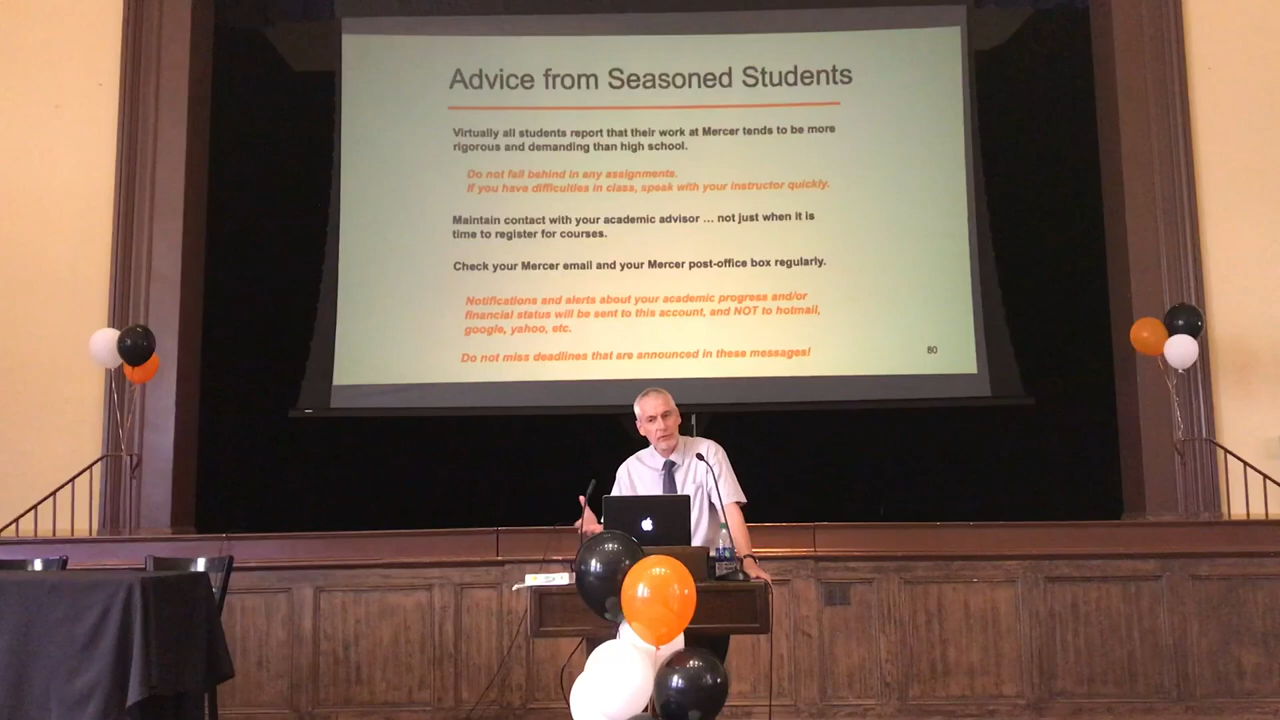 Advice from Seasoned Students
Virtually all students report that their work at Mercer tends to be more
rigorous and demanding than high school.
Do not fall behind in any assignments.
If you have difficulties in class, speak with your instructor quickly.
Maintain contact with your academic advisor ... not just when it is
time to register for courses.
Check your Mercer email and your Mercer post-office box regularly.
Notifications and alerts about your academic progress and/or
financial status will be sent to this account, and NOT to hotmail,
google, yahoo, etc.
Do not miss deadlines that are announced in these messages!
80